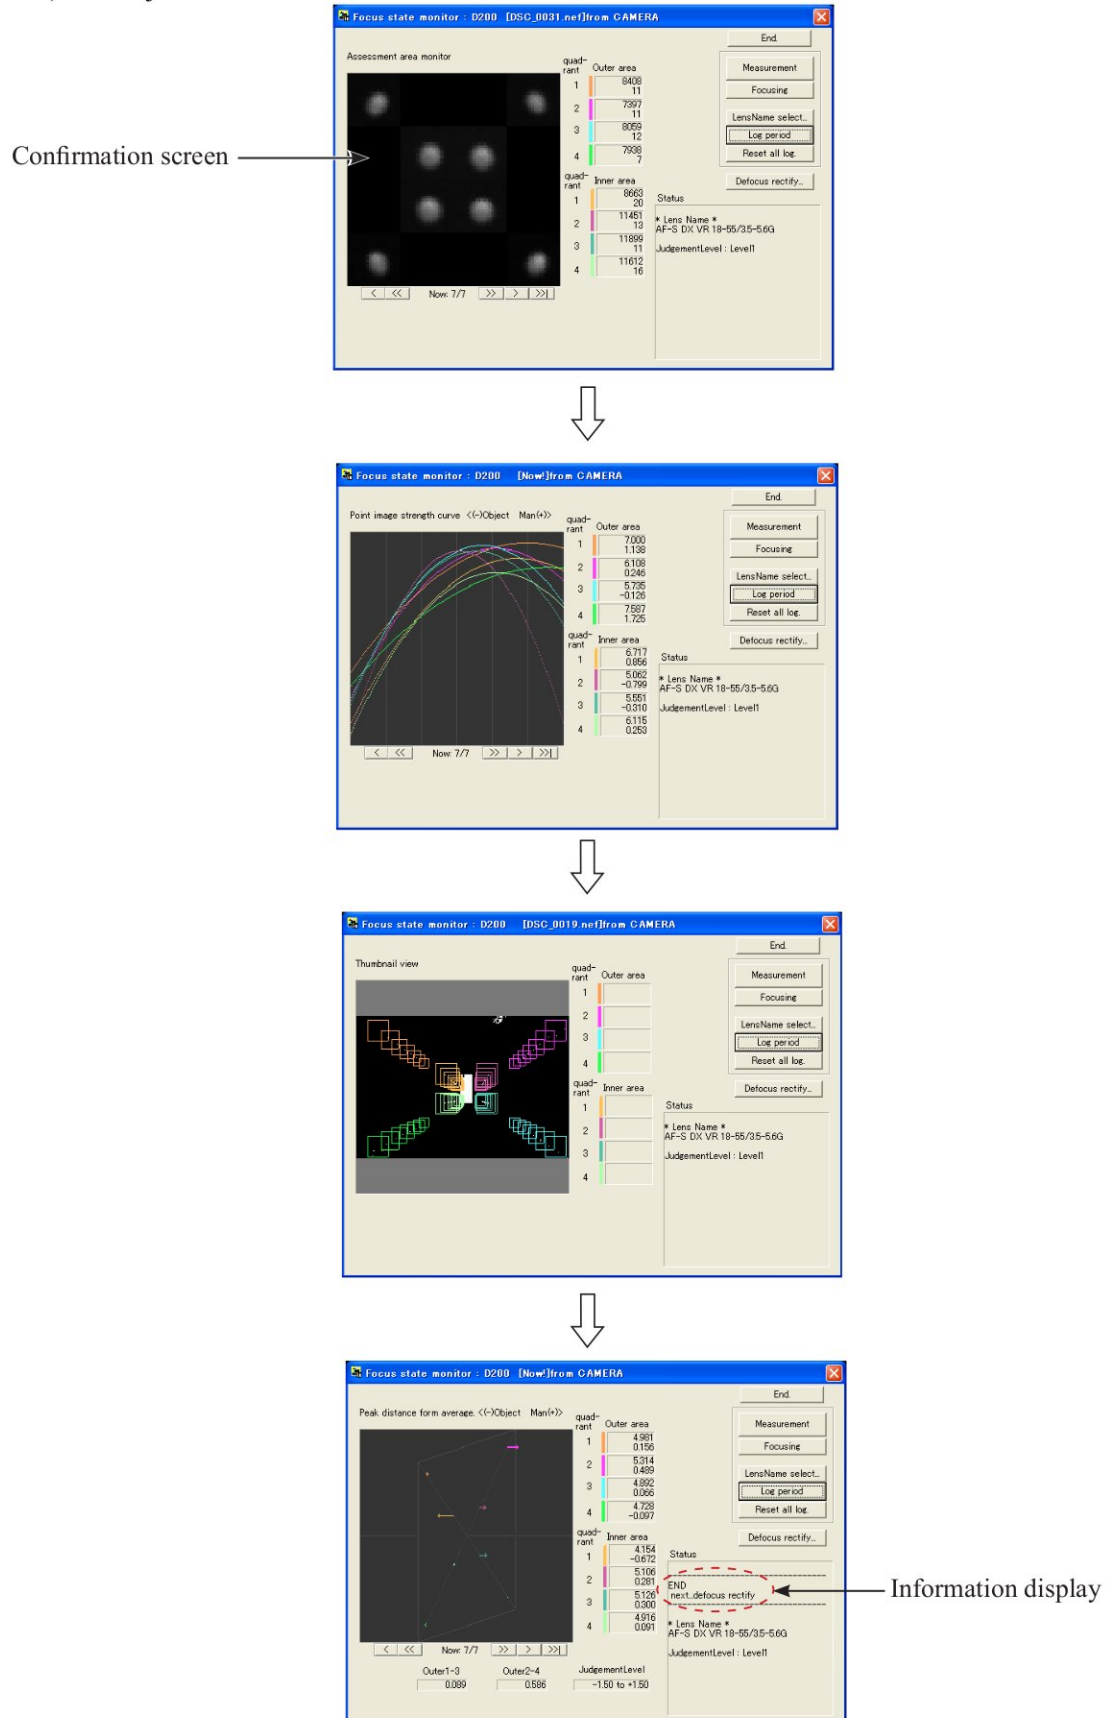 Focus state monitor : D200 [DSC_0031.nef]from CAMERA
End.
Assessment area monitor
quad-
rant Outer area
1 8408
11
2 7397
11
3 8059
12
4 7938
7
quad-
rant Inner area
1 8663
20
2 11451
13
3 11899
11
4 11612
16
Measurement
Focusing
LensName select..
Log period
Reset all log.
Defocus rectify...
Status
* Lens Name *
AF-S DX VR 18-55/3.5-5.6G
JudgementLevel : Level1
< << Now: 7/7 >> > >>|
Confirmation screen
Focus state monitor : D200 [Now!]from CAMERA
End.
Point image strength curve <(-)Object Man(+)>
quad-
rant Outer area
1 7.000
1.138
2 6.108
0.246
3 5.735
-0.126
4 7.587
1.725
quad-
rant Inner area
1 6.717
0.856
2 5.062
-0.799
3 5.551
-0.310
4 6.115
0.253
Measurement
Focusing
LensName select..
Log period
Reset all log.
Defocus rectify...
Status
* Lens Name *
AF-S DX VR 18-55/3.5-5.6G
JudgementLevel : Level1
< << Now: 7/7 >> > >>|
Focus state monitor : D200 [DSC_0019.nef]from CAMERA
End.
Thumbnail view
quad-
rant Outer area
1
2
3
4
quad-
rant Inner area
1
2
3
4
Measurement
Focusing
LensName select..
Log period
Reset all log.
Defocus rectify...
Status
* Lens Name *
AF-S DX VR 18-55/3.5-5.6G
JudgementLevel : Level1
Focus state monitor : D200 [Now!]from CAMERA
End.
Peak distance form average. <(-)Object Man(+)>
quad-
rant Outer area
1 4.981
0.156
2 5.314
0.489
3 4.892
0.066
4 4.728
-0.097
quad-
rant Inner area
1 4.154
-0.672
2 5.106
0.281
3 5.126
0.300
4 4.916
0.091
Measurement
Focusing
LensName select..
Log period
Reset all log.
Defocus rectify...
Status
END
next..defocus rectify
* Lens Name *
AF-S DX VR 18-55/3.5-5.6G
JudgementLevel : Level1
< << Now: 7/7 >> > >>|
Outer1-3 Outer2-4 JudgementLevel
0.089 0.586 -1.50 to +1.50
Information display